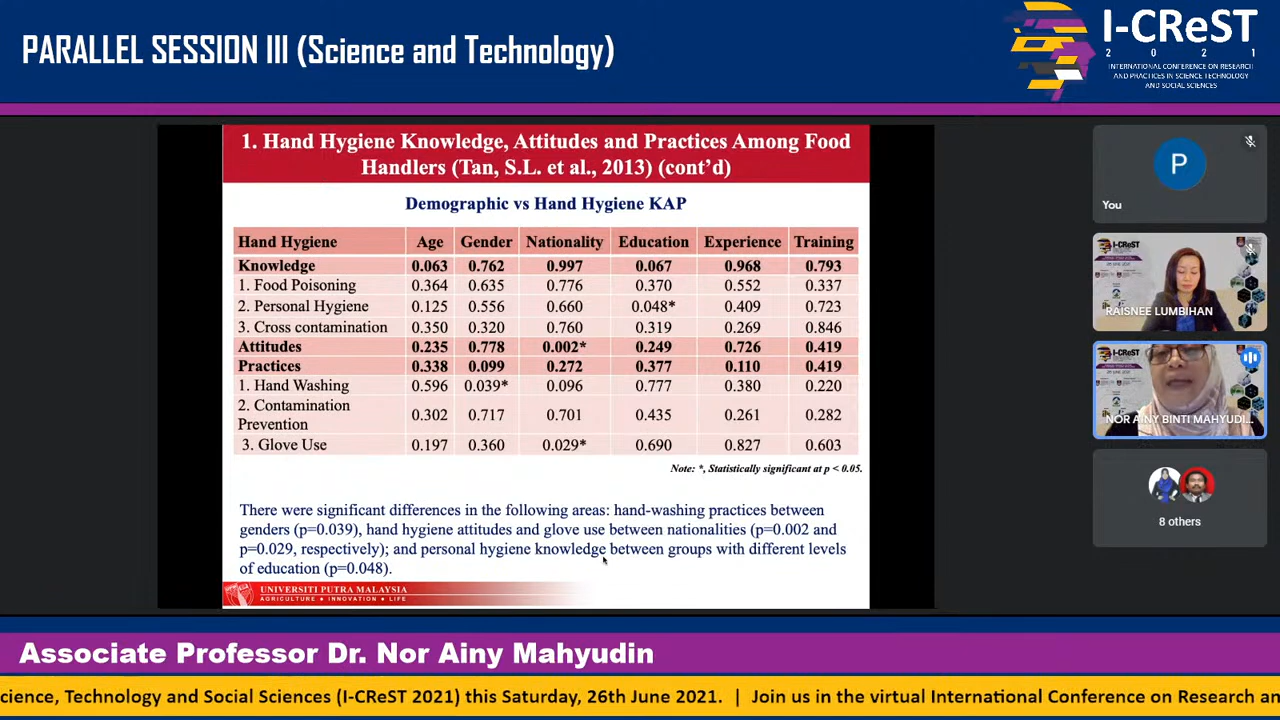 PARALLEL SESSION III (Science and Technology)
I-CReST
2 0 2 1
INTERNATIONAL CONFERENCE ON RESEARCH
AND PRACTICES IN SCIENCE TECHNOLOGY
AND SOCIAL SCIENCES
1. Hand Hygiene Knowledge, Attitudes and Practices Among Food
Handlers (Tan, S.L. et al., 2013) (cont'd)
Demographic vs Hand Hygiene KAP
Hand Hygiene Age Gender Nationality Education Experience Training
Knowledge 0.063 0.762 0.997 0.067 0.968 0.793
1. Food Poisoning 0.364 0.635 0.776 0.370 0.552 0.337
2. Personal Hygiene 0.125 0.556 0.660 0.048* 0.409 0.723
3. Cross contamination 0.350 0.320 0.760 0.319 0.269 0.846
Attitudes 0.235 0.778 0.002* 0.249 0.726 0.419
Practices 0.338 0.099 0.272 0.377 0.110 0.419
1. Hand Washing 0.596 0.039* 0.096 0.777 0.380 0.220
2. Contamination
Prevention 0.302 0.717 0.701 0.435 0.261 0.282
3. Glove Use 0.197 0.360 0.029* 0.690 0.827 0.603
Note: *, Statistically significant at p < 0.05.
There were significant differences in the following areas: hand-washing practices between
genders (p=0.039), hand hygiene attitudes and glove use between nationalities (p=0.002 and
p=0.029, respectively); and personal hygiene knowledge between groups with different levels
of education (p=0.048).
UNIVERSITI PUTRA MALAYSIA
AGRICULTURE • INNOVATION • LIFE
P
You
I-CReST
RAISNEE LUMBIHAN
I-CReST
NOR AINY BINTI MAHYUDI...
8 others
Associate Professor Dr. Nor Ainy Mahyudin
cience, Technology and Social Sciences (I-CReST 2021) this Saturday, 26th June 2021. | Join us in the virtual International Conference on Research an